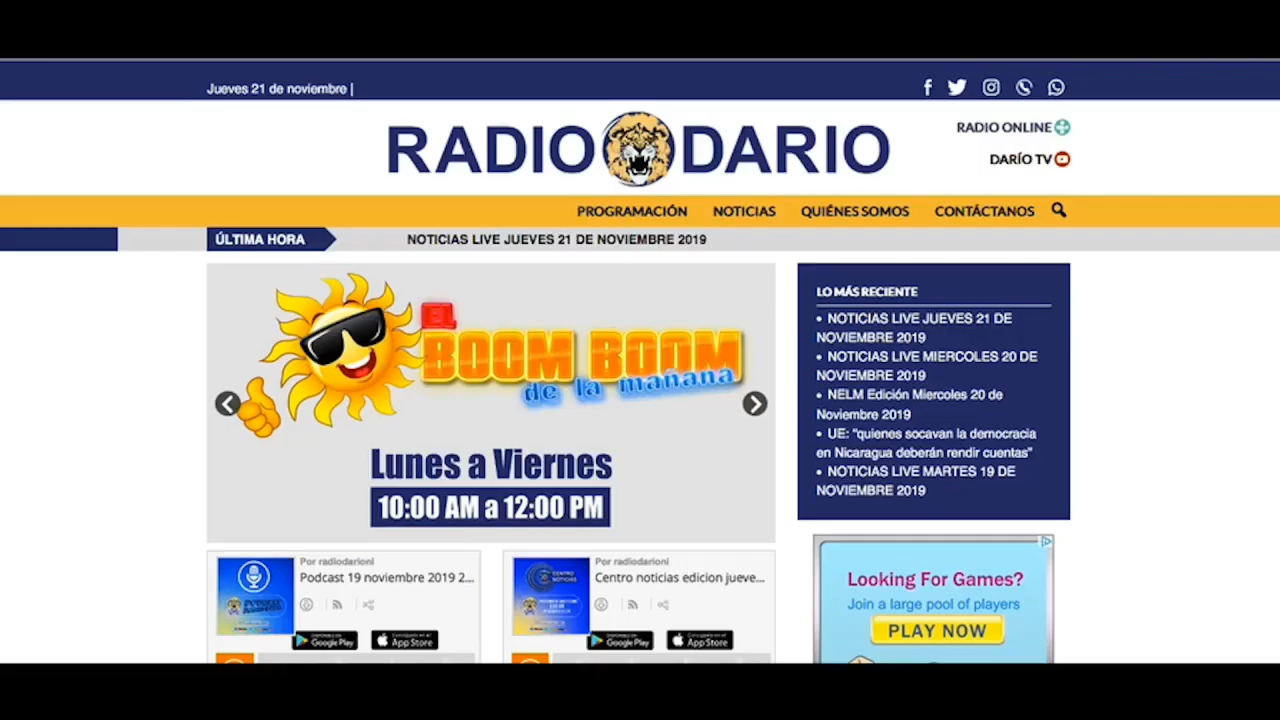 Jueves 21 de noviembre |
RADIO DARIO
RADIO ONLINE
DARÍO TV
PROGRAMACIÓN NOTICIAS QUIÉNES SOMOS CONTÁCTANOS
ÚLTIMA HORA
NOTICIAS LIVE JUEVES 21 DE NOVIEMBRE 2019
EL
BOOM BOOM
de la mañana
Lunes a Viernes
10:00 AM a 12:00 PM
LO MÁS RECIENTE
• NOTICIAS LIVE JUEVES 21 DE
NOVIEMBRE 2019
• NOTICIAS LIVE MIERCOLES 20 DE
NOVIEMBRE 2019
• NELM Edición Miercoles 20 de
Noviembre 2019
• UE: "quienes socavan la democracia
en Nicaragua deberán rendir cuentas"
• NOTICIAS LIVE MARTES 19 DE
NOVIEMBRE 2019
Por radiodarioni
Podcast 19 noviembre 2019 2...
Google Play
App Store
Por radiodarioni
Centro noticias edicion jueve...
CENTRO
NOTICIAS
Google Play
App Store
Looking For Games?
Join a large pool of players
PLAY NOW